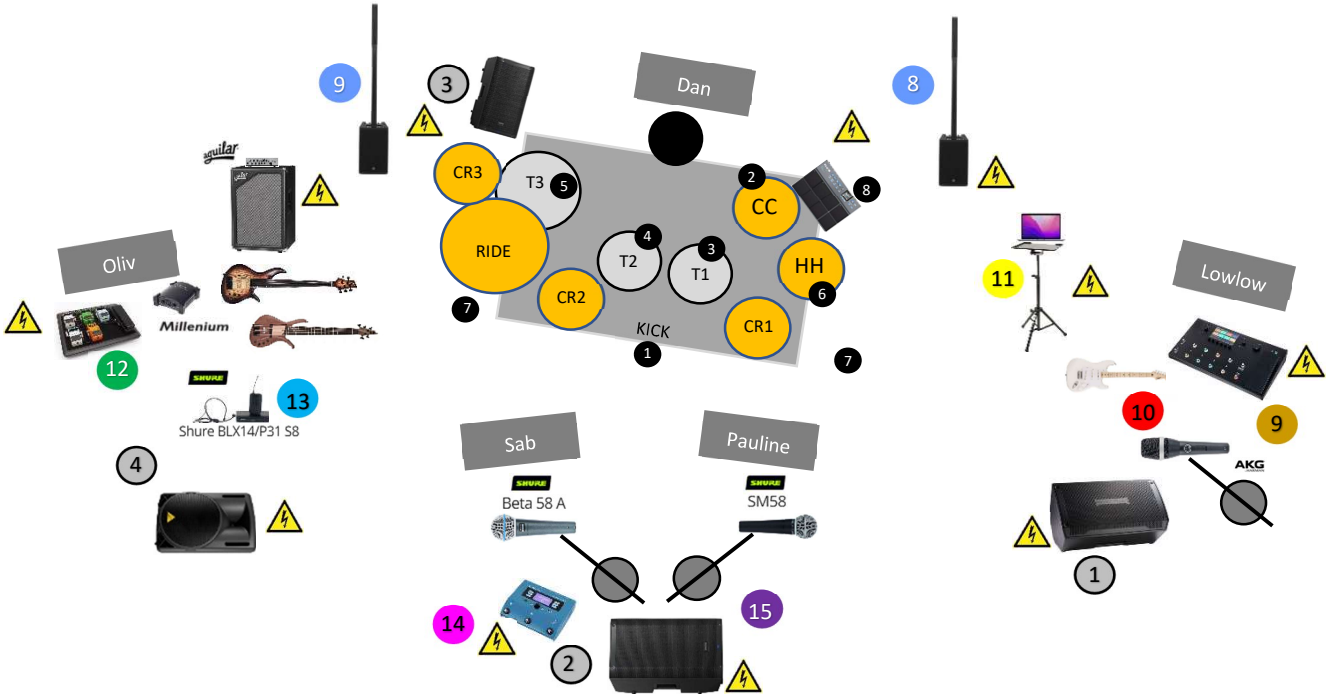 9
3
Dan
8
aguilar
CR3
T3
5
2
CC
8
RIDE
T2
4
T1
3
HH
6
Oliv
11
Lowlow
Millenium
7
CR2
KICK
1
CR1
7
12
SHURE
13
Shure BLX14/P31 S8
10
9
4
Sab
Pauline
AKG
SHURE
Beta 58 A
SHURE
SM58
1
14
15
2